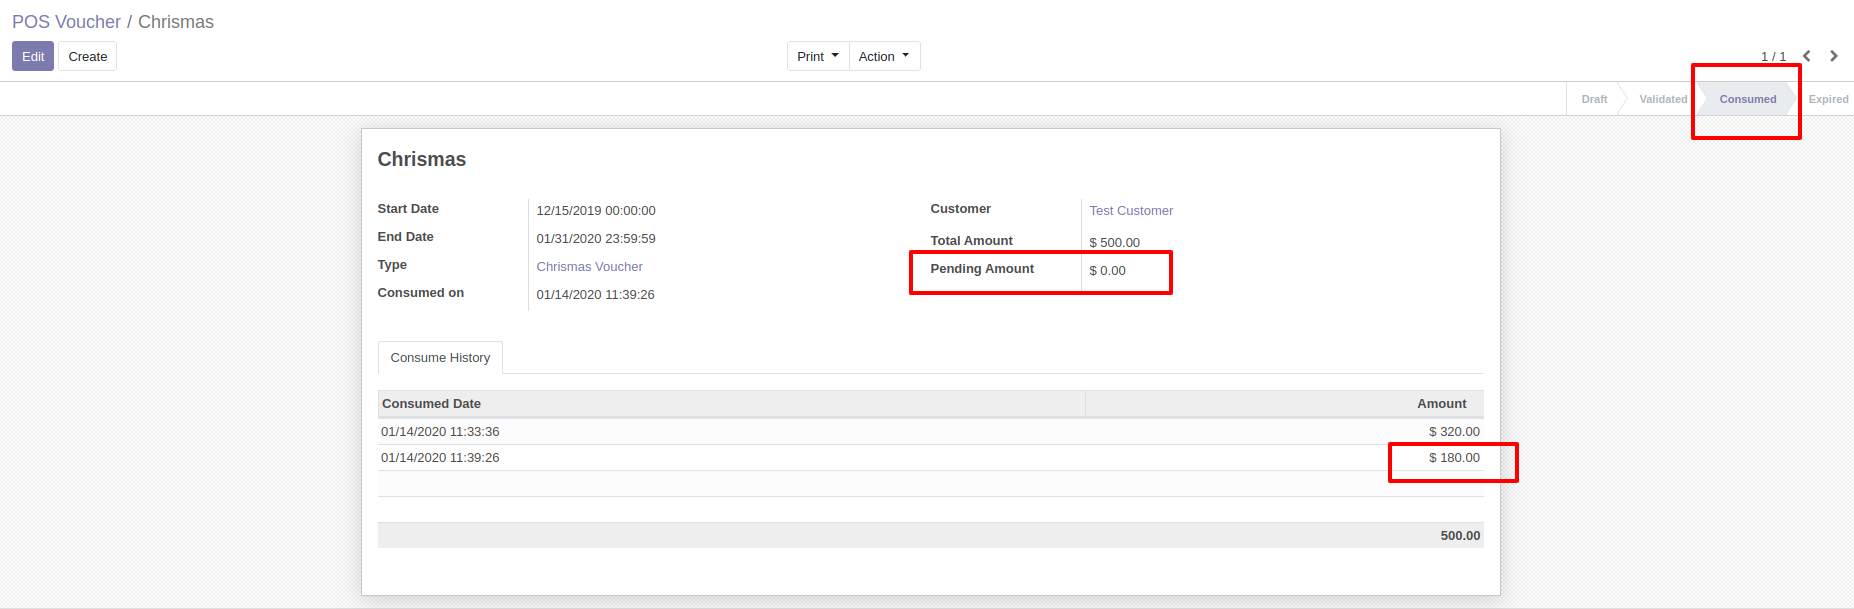 POS Voucher / Chrismas
Edit Create Print Action 1 / 1
Draft Validated Consumed Expired
Chrismas
Start Date 12/15/2019 00:00:00
End Date 01/31/2020 23:59:59
Type Chrismas Voucher
Consumed on 01/14/2020 11:39:26
Customer Test Customer
Total Amount $ 500.00
Pending Amount $ 0.00
Consume History
Consumed Date Amount
01/14/2020 11:33:36 $ 320.00
01/14/2020 11:39:26 $ 180.00
500.00